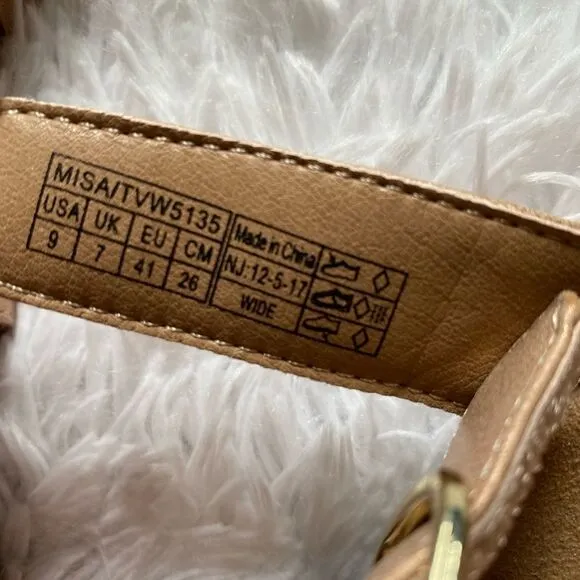 MISA/TVW5135
USA UK EU CM
9 7 41 26
Made in China
NJ:12-5-17
WIDE